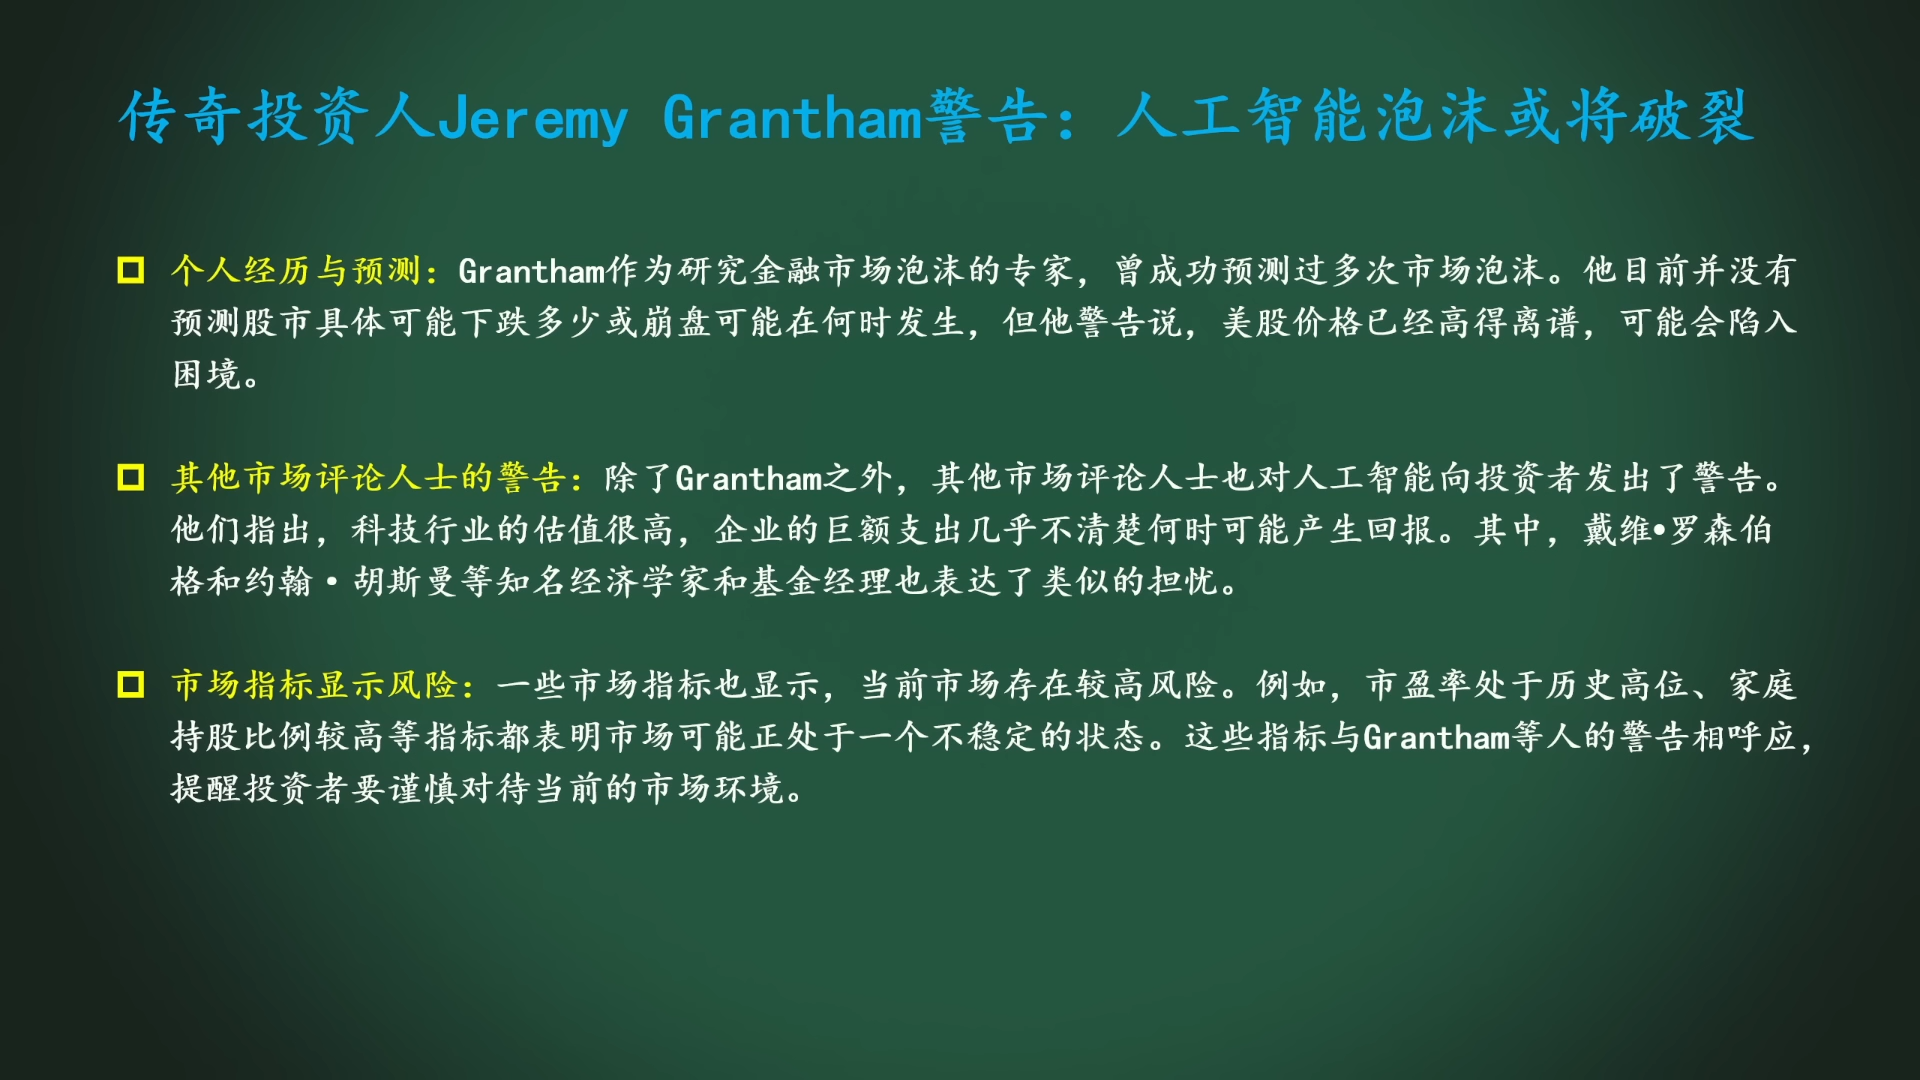 传奇投资人Jeremy Grantham警告：人工智能泡沫或将破裂
个人经历与预测：Grantham作为研究金融市场泡沫的专家，曾成功预测过多次市场泡沫。他目前并没有
预测股市具体可能下跌多少或崩盘可能在何时发生，但他警告说，美股价格已经高得离谱，可能会陷入
困境。
其他市场评论人士的警告：除了Grantham之外，其他市场评论人士也对人工智能向投资者发出了警告。
他们指出，科技行业的估值很高，企业的巨额支出几乎不清楚何时可能产生回报。其中，戴维•罗森伯
格和约翰·胡斯曼等知名经济学家和基金经理也表达了类似的担忧。
市场指标显示风险：一些市场指标也显示，当前市场存在较高风险。例如，市盈率处于历史高位、家庭
持股比例较高等指标都表明市场可能正处于一个不稳定的状态。这些指标与Grantham等人的警告相呼应，
提醒投资者要谨慎对待当前的市场环境。